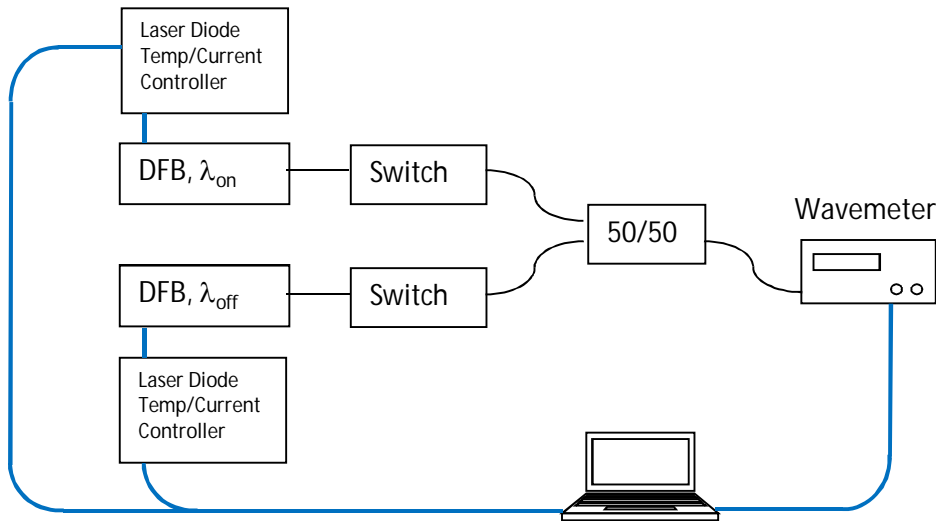 Laser Diode
Temp/Current
Controller
DFB, λon
Switch
50/50
Wavemeter
DFB, λoff
Switch
Laser Diode
Temp/Current
Controller